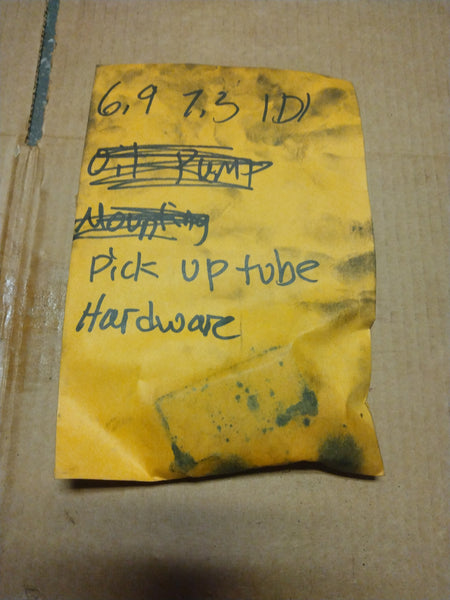 6.9 7.3 IDI
Oil Pump
Mounting
Pick up tube
Hardware